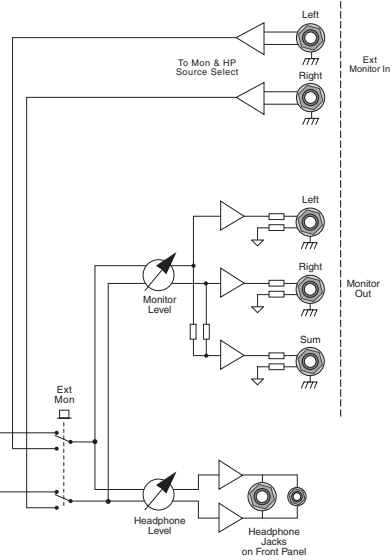 Left
To Mon & HP
Source Select
Ext
Monitor In
Right
Left
Right
Monitor
Level
Monitor
Out
Sum
Ext
Mon
Headphone
Level
Headphone
Jacks
on Front Panel